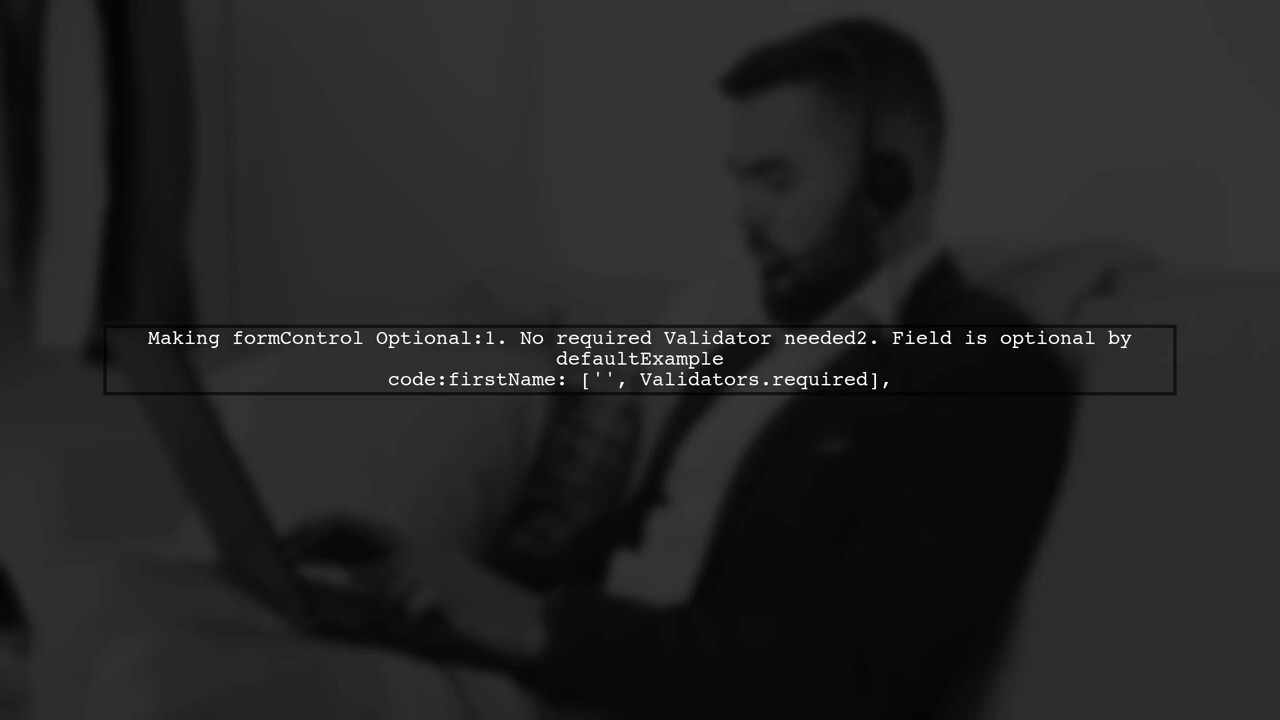 Making formControl Optional:1. No required Validator needed2. Field is optional by
defaultExample
code:firstName: ['', Validators.required],